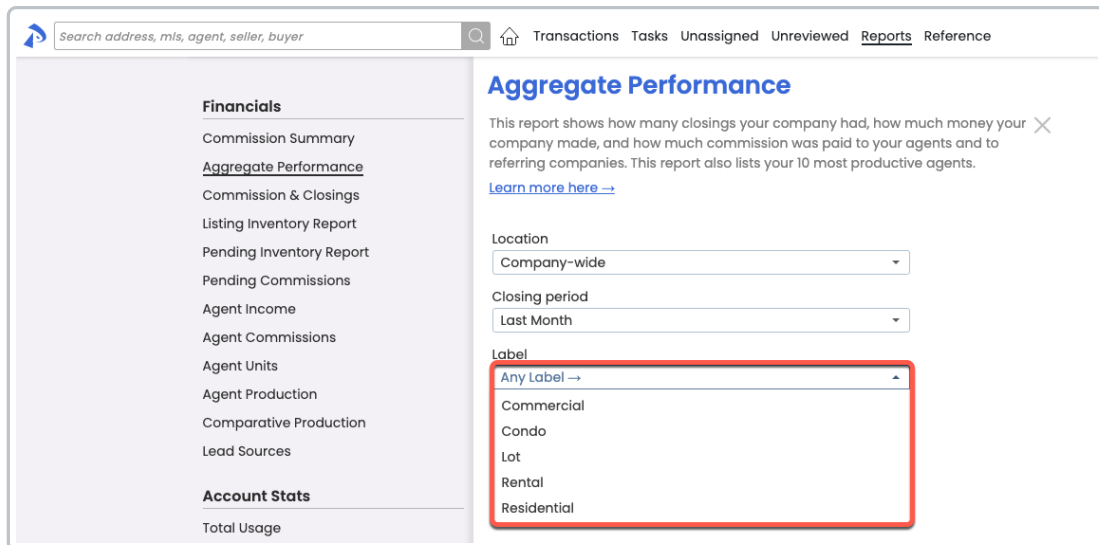 Search address, mls, agent, seller, buyer
Transactions Tasks Unassigned Unreviewed Reports Reference
Financials
Commission Summary
Aggregate Performance
Commission & Closings
Listing Inventory Report
Pending Inventory Report
Pending Commissions
Agent Income
Agent Commissions
Agent Units
Agent Production
Comparative Production
Lead Sources
Account Stats
Total Usage
Aggregate Performance
This report shows how many closings your company had, how much money your
company made, and how much commission was paid to your agents and to
referring companies. This report also lists your 10 most productive agents.
Learn more here →
Location
Company-wide
Closing period
Last Month
Label
Any Label →
Commercial
Condo
Lot
Rental
Residential